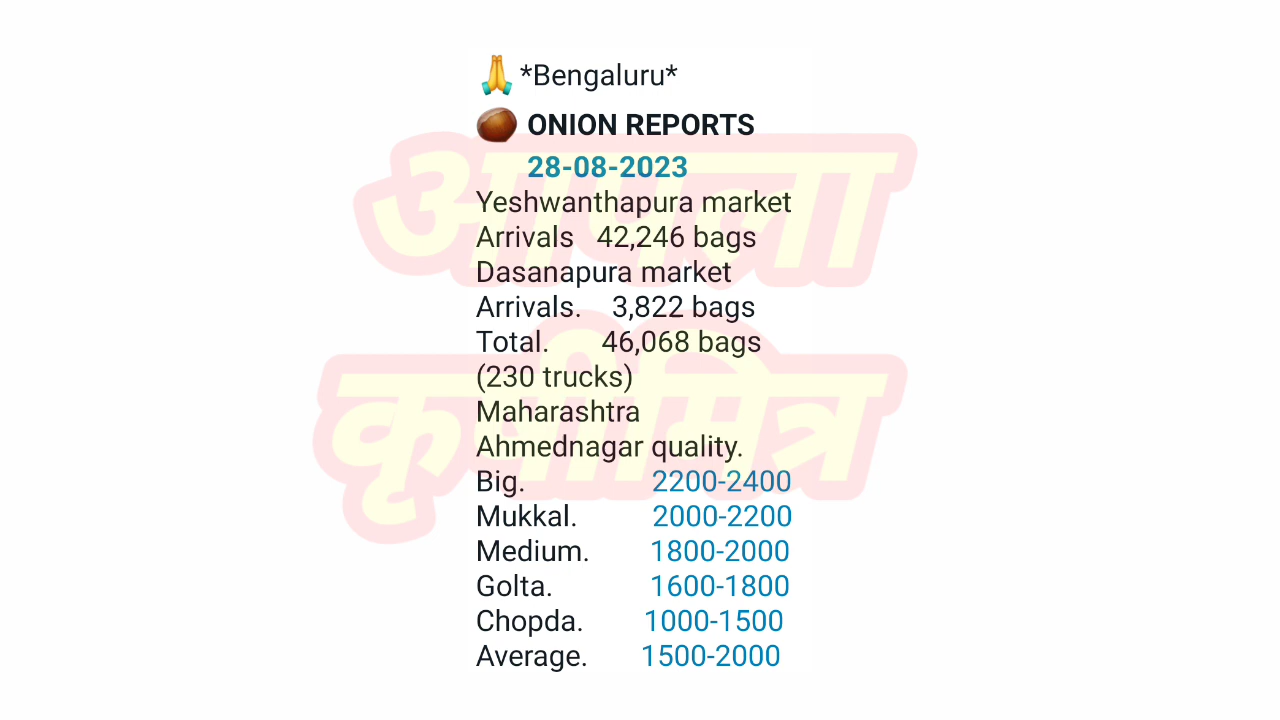 🙏*Bengaluru*
🌰 ONION REPORTS
28-08-2023
Yeshwanthapura market
Arrivals 42,246 bags
Dasanapura market
Arrivals. 3,822 bags
Total. 46,068 bags
(230 trucks)
Maharashtra
Ahmednagar quality.
Big. 2200-2400
Mukkal. 2000-2200
Medium. 1800-2000
Golta. 1600-1800
Chopda. 1000-1500
Average. 1500-2000
आपला
कृषीमित्र